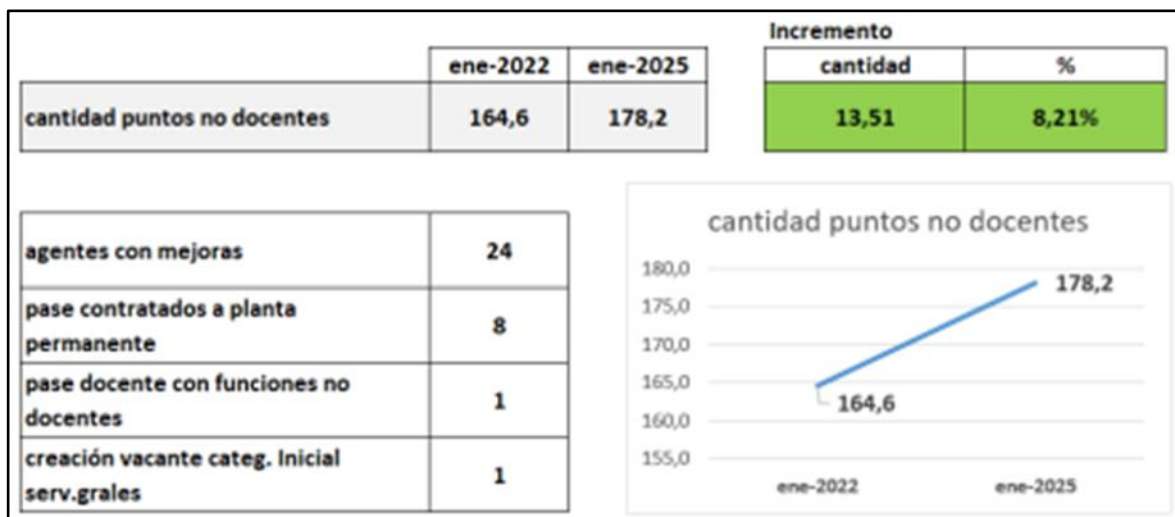 Incremento
ene-2022 ene-2025 cantidad %
cantidad puntos no docentes 164,6 178,2 13,51 8,21%
agentes con mejoras 24
pase contratados a planta
permanente 8
pase docente con funciones no
docentes 1
creación vacante categ. Inicial
serv.grales 1
cantidad puntos no docentes
180,0
178,2
175,0
170,0
165,0
164,6
160,0
155,0
ene-2022 ene-2025